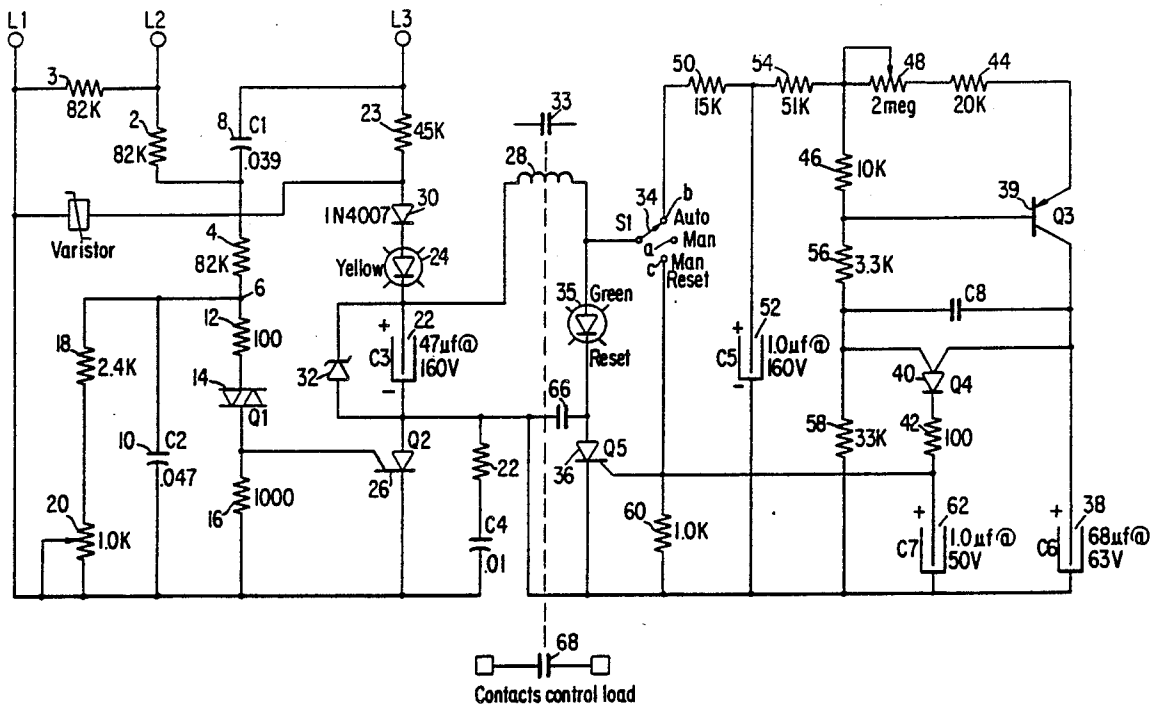 L1 L2 L3
3 82K
2 82K
8 C1 .039
23 45K
33
28
50 15K
54 51K
48 2meg
44 20K
30 1N4007
Varistor
4 82K
6
Yellow 24
34 S1
b Auto
a Man
c Man Reset
46 10K
39 Q3
56 3.3K
C8
12 100
18 2.4K
14 Q1
32
+ 22 47µf@ 160V C3 -
35 Green Reset
+ 52 1.0µf@ 160V C5 -
40 Q4
10 C2 .047
66
Q2 26
22
36 Q5
58 33K
42 100
20 1.0K
16 1000
C4 .01
60 1.0K
+ 62 1.0µf@ 50V C7
+ 38 68µf@ 63V C6
68
Contacts control load